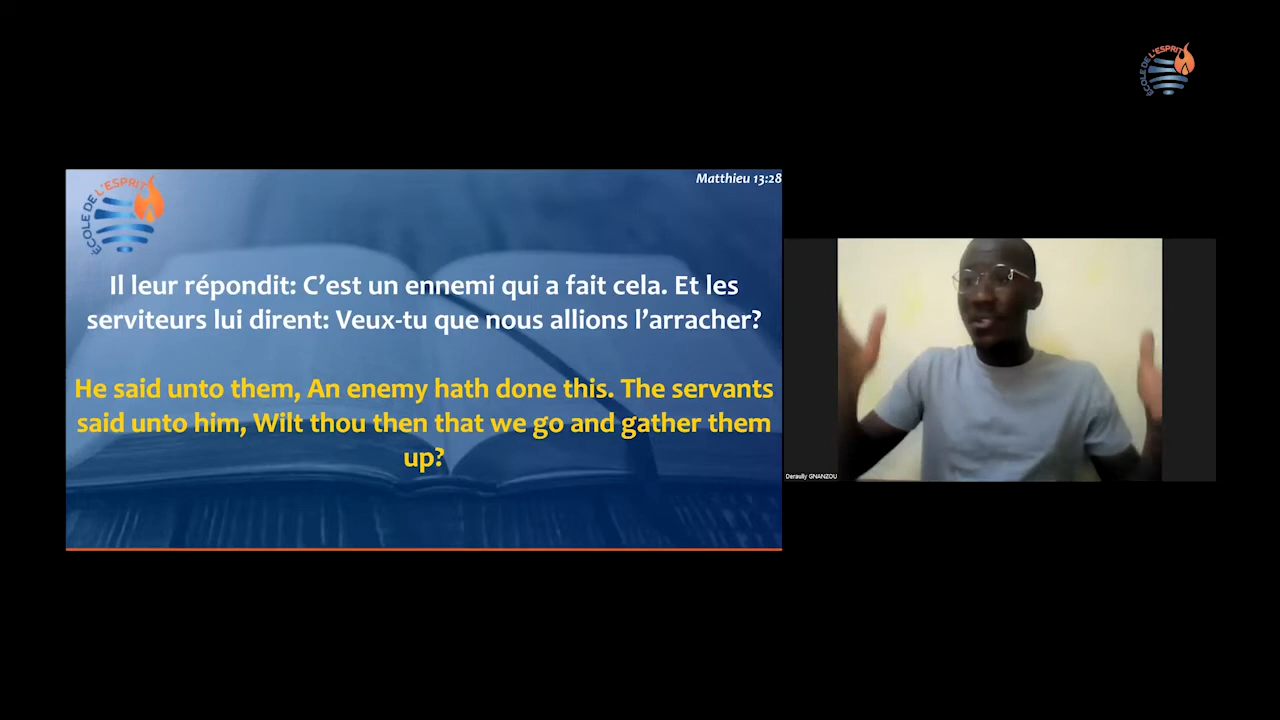 ÉCOLE DE L'ESPRIT
ÉCOLE DE L'ESPRIT
Matthieu 13:28
Il leur répondit: C’est un ennemi qui a fait cela. Et les
serviteurs lui dirent: Veux-tu que nous allions l’arracher?
He said unto them, An enemy hath done this. The servants
said unto him, Wilt thou then that we go and gather them
up?
Deraully GNANZOU